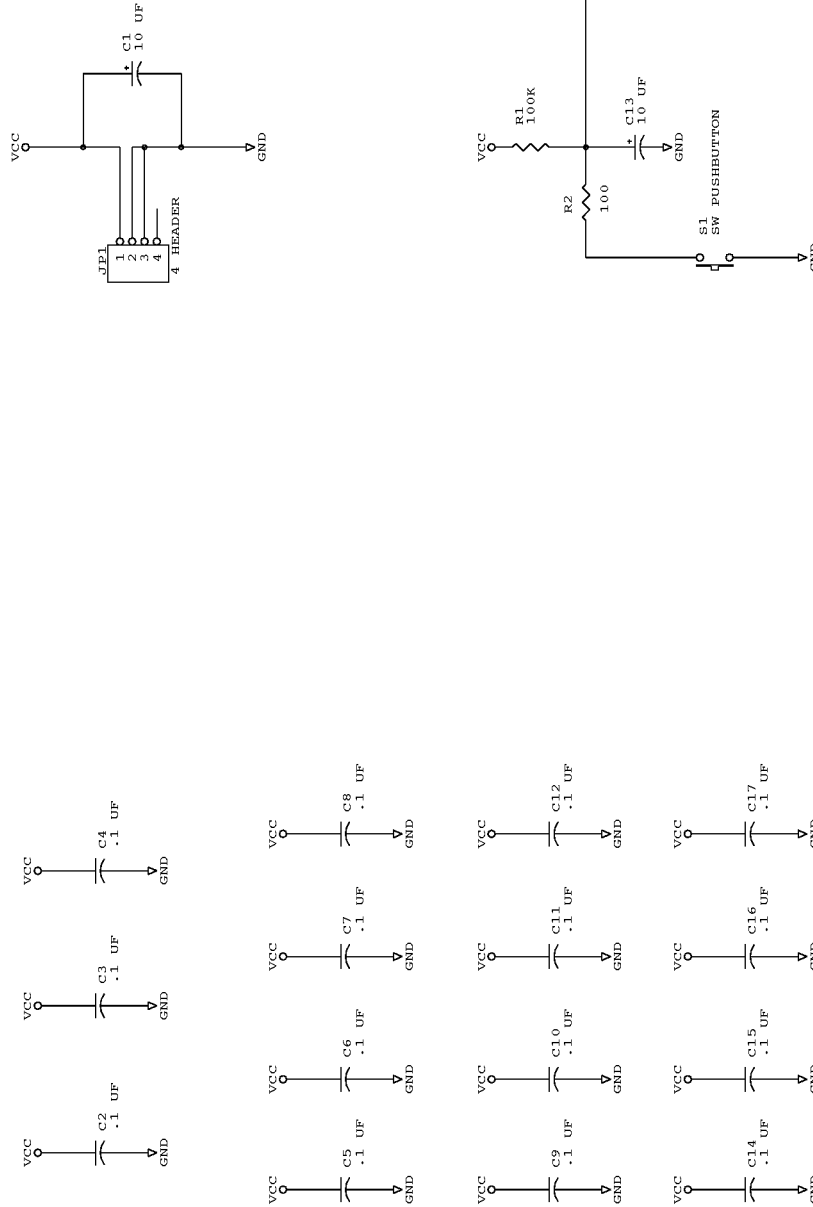 VCC
C2
.1 UF
GND
VCC
C3
.1 UF
GND
VCC
C4
.1 UF
GND
JP1
1
2
3
4
4 HEADER
VCC
C1
10 UF
GND
VCC
C5
.1 UF
GND
VCC
C6
.1 UF
GND
VCC
C7
.1 UF
GND
VCC
C8
.1 UF
GND
VCC
C9
.1 UF
GND
VCC
C10
.1 UF
GND
VCC
C11
.1 UF
GND
VCC
C12
.1 UF
GND
VCC
R1
100K
R2
100
C13
10 UF
GND
S1
SW PUSHBUTTON
GND
VCC
C14
.1 UF
GND
VCC
C15
.1 UF
GND
VCC
C16
.1 UF
GND
VCC
C17
.1 UF
GND